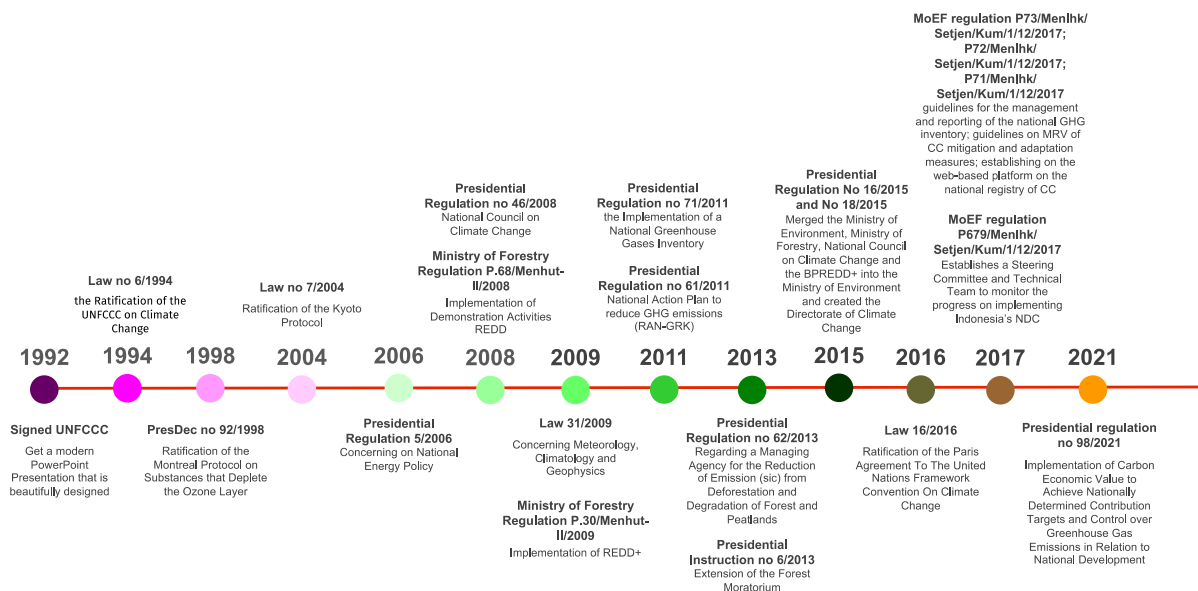 MoEF regulation P73/Menlhk/
Setjen/Kum/1/12/2017;
P72/Menlhk/
Setjen/Kum/1/12/2017;
P71/Menlhk/
Setjen/Kum/1/12/2017
guidelines for the management
and reporting of the national GHG
inventory; guidelines on MRV of
CC mitigation and adaptation
measures; establishing on the
web-based platform on the
national registry of CC
Presidential
Regulation no 46/2008
National Council on
Climate Change
Presidential
Regulation no 71/2011
the Implementation of a
National Greenhouse
Gases Inventory
Presidential
Regulation No 16/2015
and No 18/2015
Merged the Ministry of
Environment, Ministry of
Forestry, National Council
on Climate Change and
the BPREDD+ into the
Ministry of Environment
and created the
Directorate of Climate
Change
MoEF regulation
P679/Menlhk/
Setjen/Kum/1/12/2017
Establishes a Steering
Committee and Technical
Team to monitor the
progress on implementing
Indonesia's NDC
Law no 6/1994
the Ratification of the
UNFCCC on Climate
Change
Law no 7/2004
Ratification of the Kyoto
Protocol
Ministry of Forestry
Regulation P.68/Menhut-
II/2008
Implementation of
Demonstration Activities
REDD
Presidential
Regulation no 61/2011
National Action Plan to
reduce GHG emissions
(RAN-GRK)
1992
1994
1998
2004
2006
2008
2009
2011
2013
2015
2016
2017
2021
Signed UNFCCC
Get a modern
PowerPoint
Presentation that is
beautifully designed
PresDec no 92/1998
Ratification of the
Montreal Protocol on
Substances that Deplete
the Ozone Layer
Presidential
Regulation 5/2006
Concerning on National
Energy Policy
Law 31/2009
Concerning Meteorology,
Climatology and
Geophysics
Ministry of Forestry
Regulation P.30/Menhut-
II/2009
Implementation of REDD+
Presidential
Regulation no 62/2013
Regarding a Managing
Agency for the Reduction
of Emission (sic) from
Deforestation and
Degradation of Forest and
Peatlands
Presidential
Instruction no 6/2013
Extension of the Forest
Moratorium
Law 16/2016
Ratification of the Paris
Agreement To The United
Nations Framework
Convention On Climate
Change
Presidential regulation
no 98/2021
Implementation of Carbon
Economic Value to
Achieve Nationally
Determined Contribution
Targets and Control over
Greenhouse Gas
Emissions in Relation to
National Development